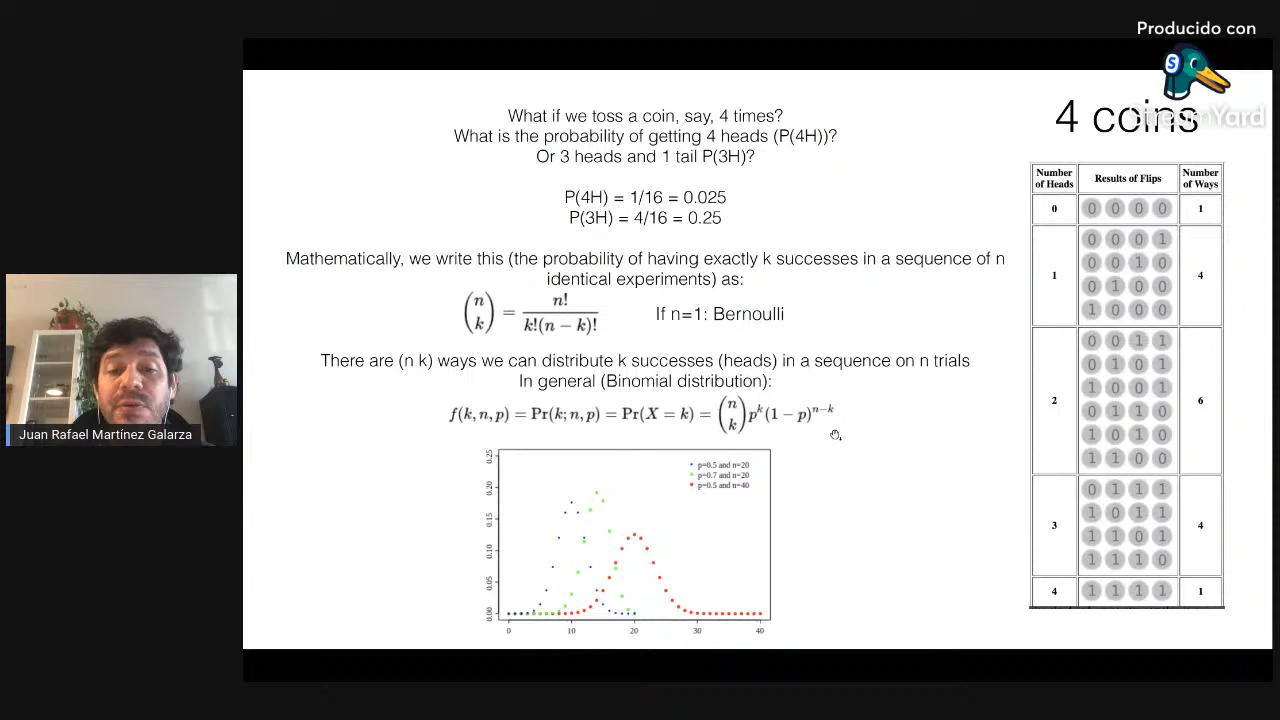 Producido con
StreamYard
S
What if we toss a coin, say, 4 times?
What is the probability of getting 4 heads (P(4H))?
Or 3 heads and 1 tail P(3H)?
P(4H) = 1/16 = 0.025
P(3H) = 4/16 = 0.25
Mathematically, we write this (the probability of having exactly k successes in a sequence of n
identical experiments) as:
(n k) = n! / k!(n − k)!
If n=1: Bernoulli
There are (n k) ways we can distribute k successes (heads) in a sequence on n trials
In general (Binomial distribution):
f(k, n, p) = Pr(k; n, p) = Pr(X = k) = (n k) p^k (1 − p)^{n−k}
0.25
0.20
0.15
0.10
0.05
0.00
0 10 20 30 40
p=0.5 and n=20
p=0.7 and n=20
p=0.5 and n=40
4 coins
Number of Heads Results of Flips Number of Ways
0 0 0 0 0 1
1 4
0 0 0 1
0 0 1 0
0 1 0 0
1 0 0 0
2 6
0 0 1 1
0 1 0 1
1 0 0 1
0 1 1 0
1 0 1 0
1 1 0 0
3 4
0 1 1 1
1 0 1 1
1 1 0 1
1 1 1 0
4 1 1 1 1 1
Juan Rafael Martínez Galarza